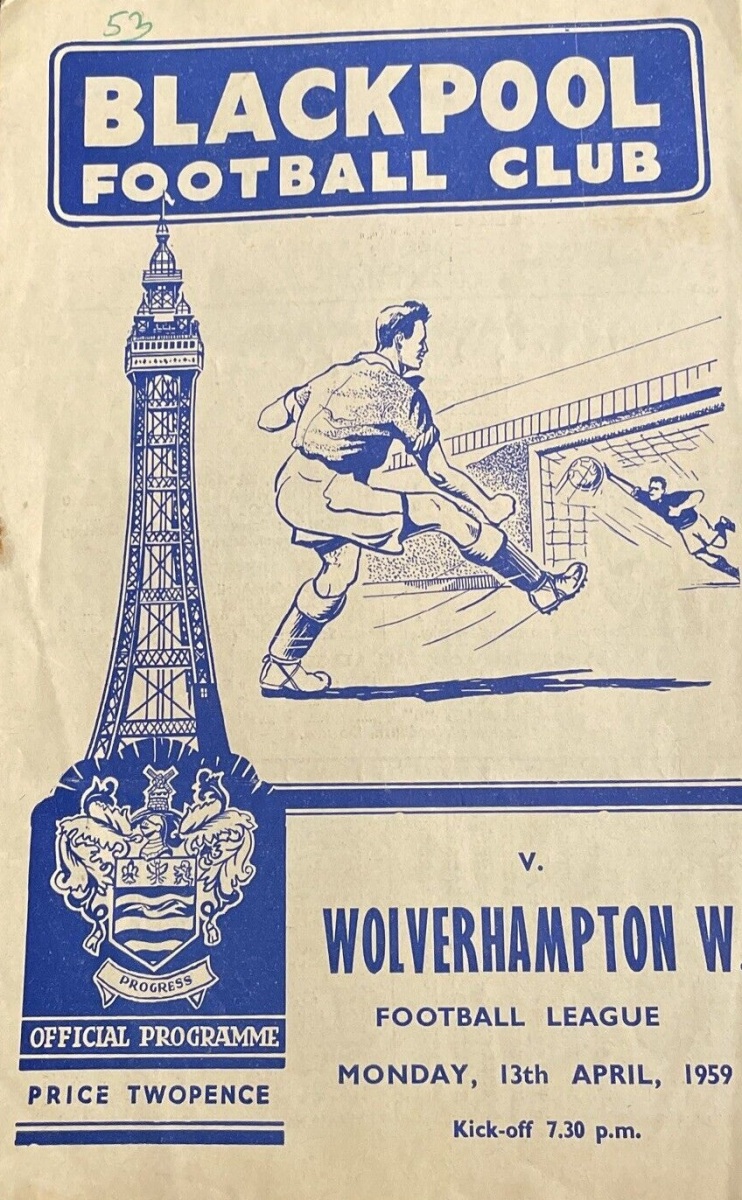 53
BLACKPOOL
FOOTBALL CLUB
PROGRESS
OFFICIAL PROGRAMME
PRICE TWOPENCE
V.
WOLVERHAMPTON W.
FOOTBALL LEAGUE
MONDAY, 13th APRIL, 1959
Kick-off 7.30 p.m.